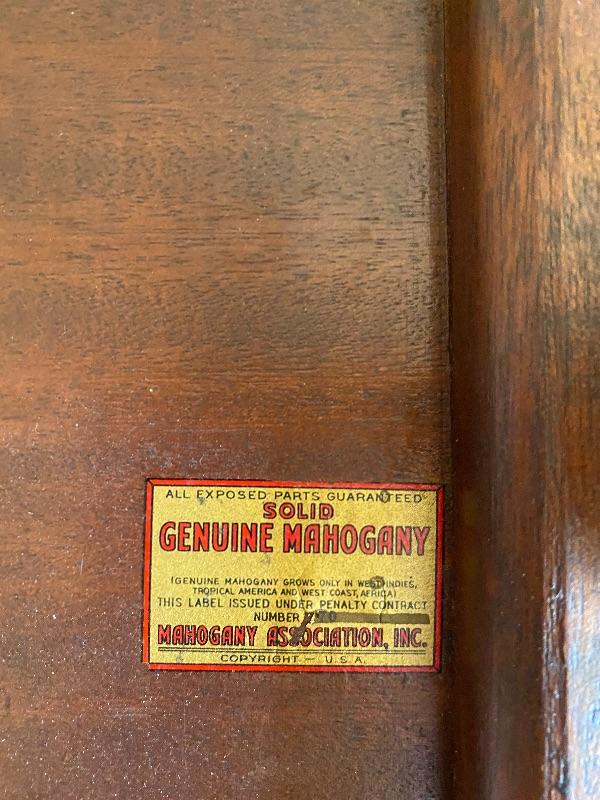 ALL EXPOSED PARTS GUARANTEED
SOLID
GENUINE MAHOGANY
(GENUINE MAHOGANY GROWS ONLY IN WEST INDIES,
TROPICAL AMERICA AND WEST COAST, AFRICA)
THIS LABEL ISSUED UNDER PENALTY CONTRACT
NUMBER
MAHOGANY ASSOCIATION, INC.
COPYRIGHT — U.S.A.